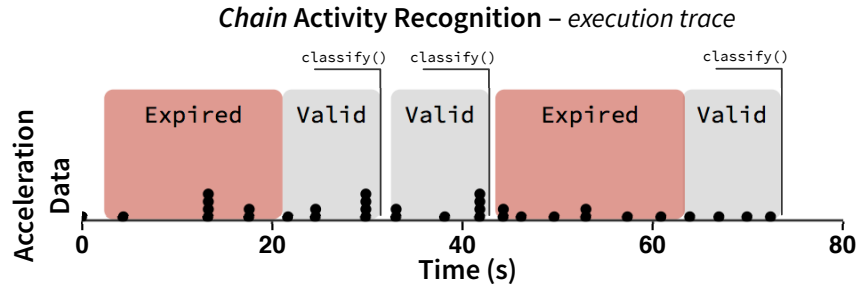 Chain Activity Recognition – execution trace
classify()
classify()
classify()
Expired
Valid
Valid
Expired
Valid
Acceleration
Data
0
20
40
60
80
Time (s)